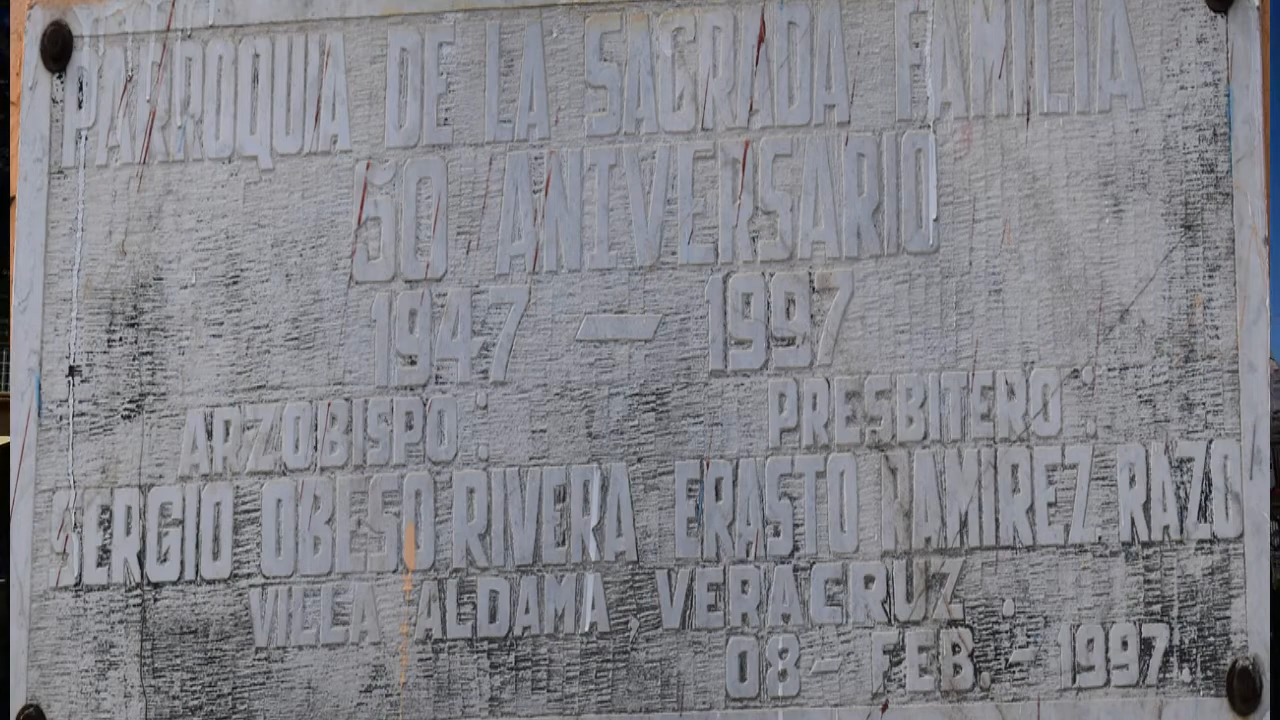 PARROQUIA DE LA SAGRADA FAMILIA
50 ANIVERSARIO
1947 — 1997
ARZOBISPO: PRESBITERO:
SERGIO OBESO RIVERA ERASTO RAMIREZ RAZO
VILLA ALDAMA, VERACRUZ.
08- FEB.- 1997.